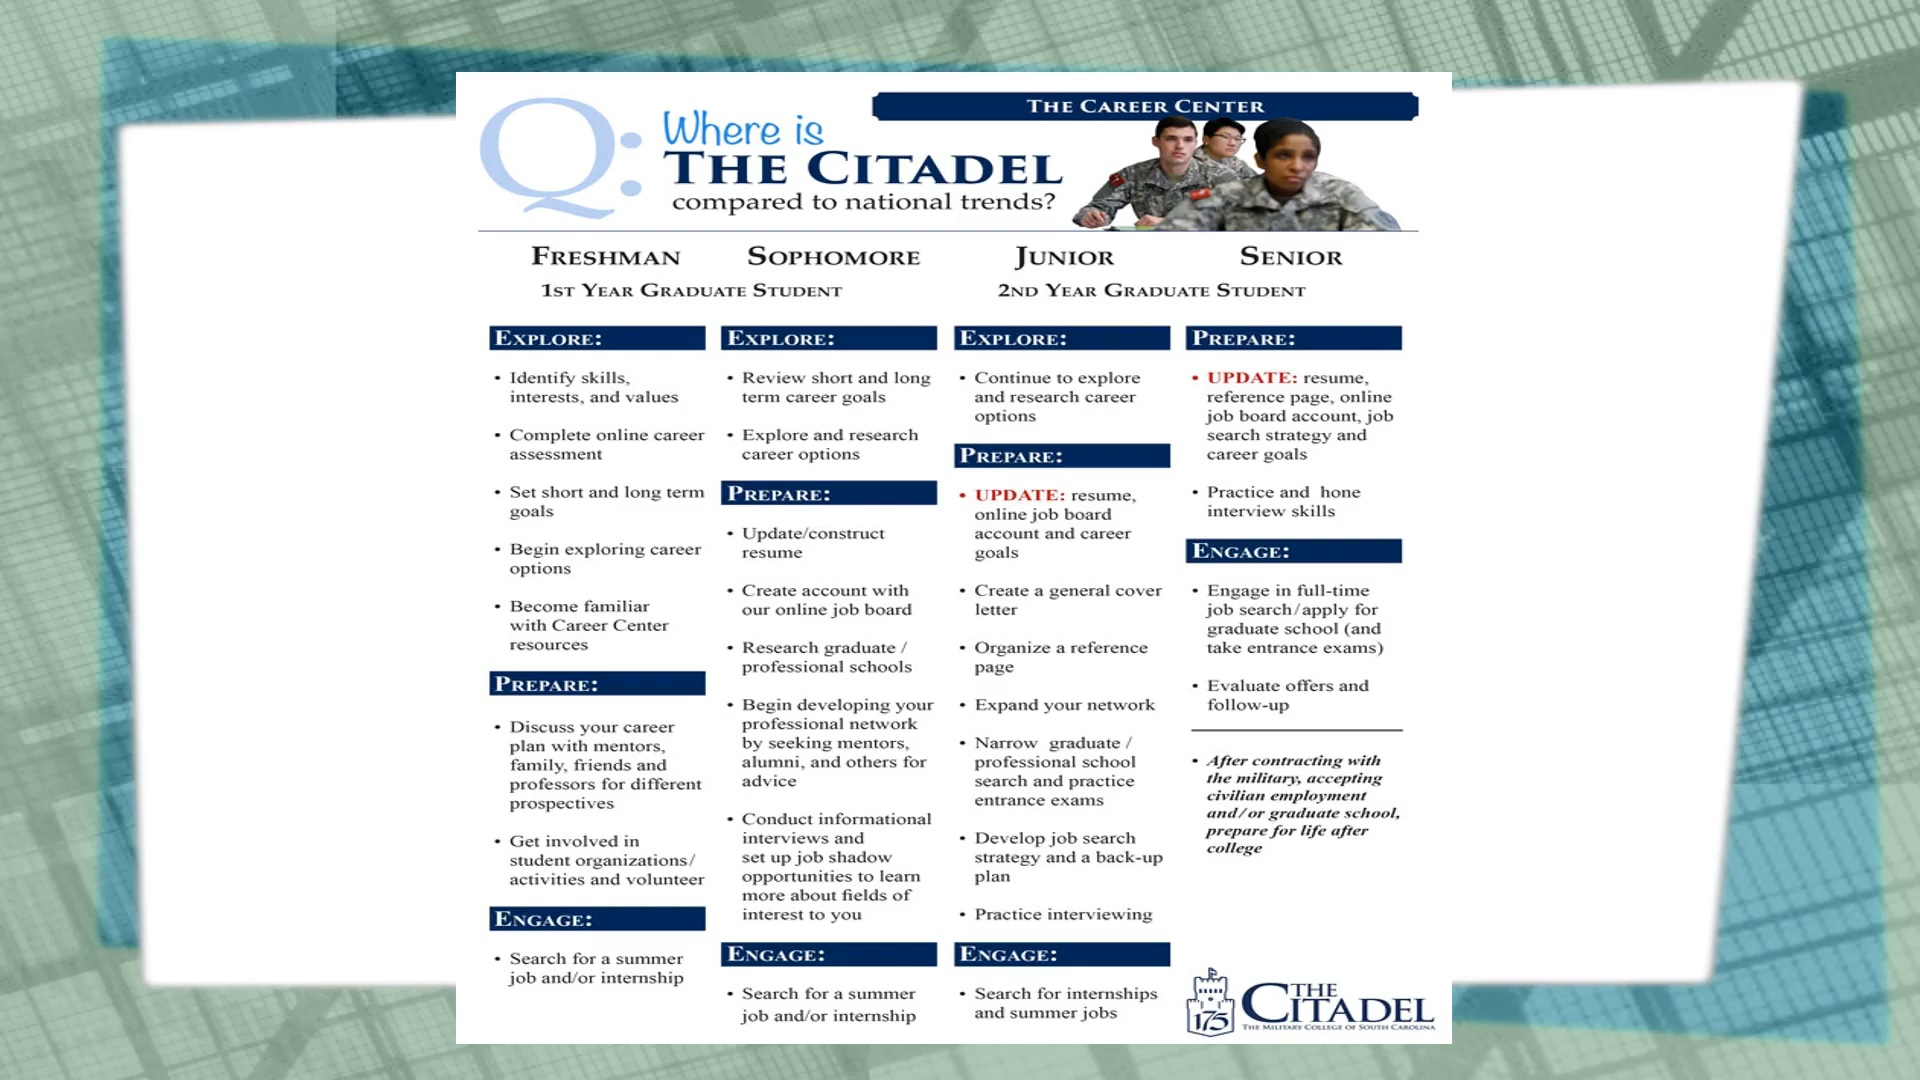 THE CAREER CENTER
Q: Where is
THE CITADEL
compared to national trends?
FRESHMAN
SOPHOMORE
JUNIOR
SENIOR
1ST YEAR GRADUATE STUDENT
2ND YEAR GRADUATE STUDENT
EXPLORE:
• Identify skills,
interests, and values
• Complete online career
assessment
• Set short and long term
goals
• Begin exploring career
options
• Become familiar
with Career Center
resources
PREPARE:
• Discuss your career
plan with mentors,
family, friends and
professors for different
prospectives
• Get involved in
student organizations/
activities and volunteer
ENGAGE:
• Search for a summer
job and/or internship
EXPLORE:
• Review short and long
term career goals
• Explore and research
career options
PREPARE:
• Update/construct
resume
• Create account with
our online job board
• Research graduate /
professional schools
• Begin developing your
professional network
by seeking mentors,
alumni, and others for
advice
• Conduct informational
interviews and
set up job shadow
opportunities to learn
more about fields of
interest to you
ENGAGE:
• Search for a summer
job and/or internship
EXPLORE:
• Continue to explore
and research career
options
PREPARE:
• UPDATE: resume,
online job board
account and career
goals
• Create a general cover
letter
• Organize a reference
page
• Expand your network
• Narrow graduate /
professional school
search and practice
entrance exams
• Develop job search
strategy and a back-up
plan
• Practice interviewing
ENGAGE:
• Search for internships
and summer jobs
PREPARE:
• UPDATE: resume,
reference page, online
job board account, job
search strategy and
career goals
• Practice and hone
interview skills
ENGAGE:
• Engage in full-time
job search/apply for
graduate school (and
take entrance exams)
• Evaluate offers and
follow-up
• After contracting with
the military, accepting
civilian employment
and/or graduate school,
prepare for life after
college
175
THE
CITADEL
THE MILITARY COLLEGE OF SOUTH CAROLINA